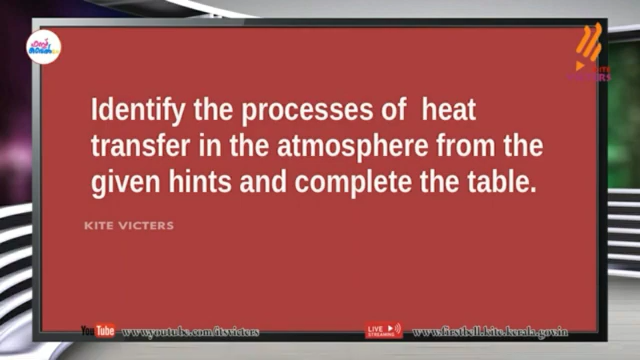 Identify the processes of heat
transfer in the atmosphere from the
given hints and complete the table.
KITE VICTERS
YouTube www.youtube.com/itsvicters
LIVE STREAMING www.firstbell.kite.kerala.gov.in